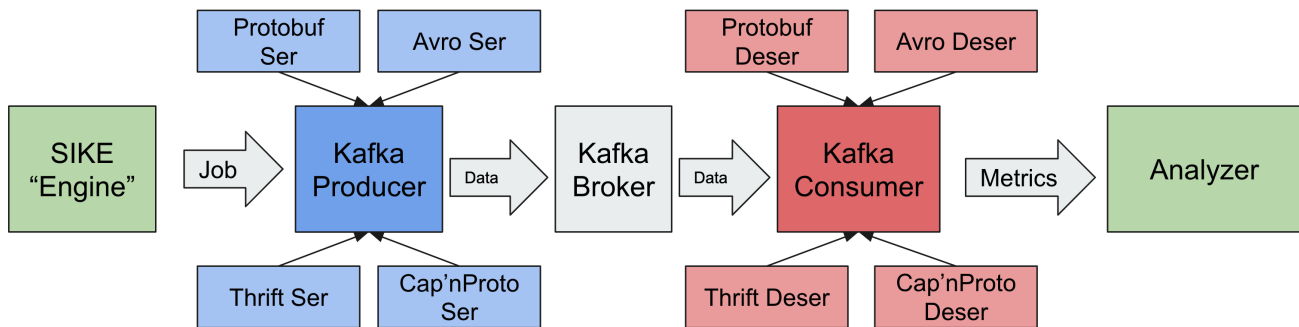 Protobuf
Ser
Avro Ser
Protobuf
Deser
Avro Deser
SIKE
“Engine”
Job
Kafka
Producer
Data
Kafka
Broker
Data
Kafka
Consumer
Metrics
Analyzer
Thrift Ser
Cap’nProto
Ser
Thrift Deser
Cap’nProto
Deser